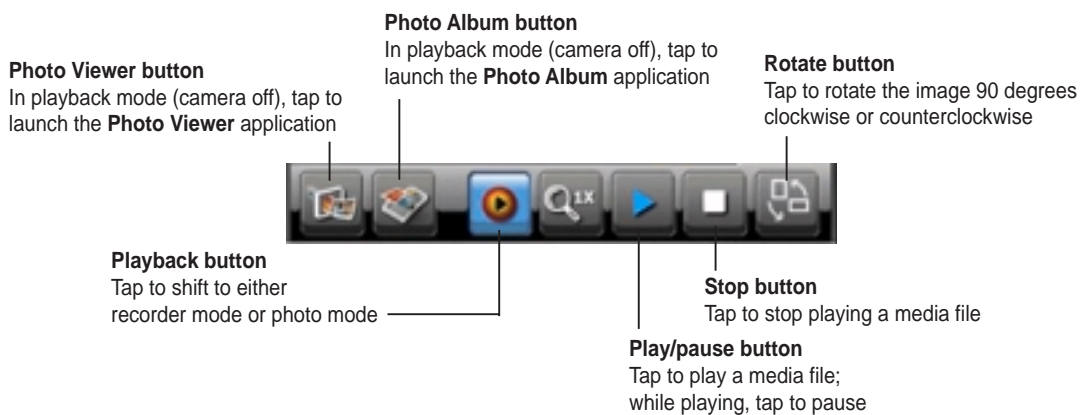 Photo Album button
In playback mode (camera off), tap to
launch the Photo Album application
Photo Viewer button
In playback mode (camera off), tap to
launch the Photo Viewer application
Rotate button
Tap to rotate the image 90 degrees
clockwise or counterclockwise
1X
Playback button
Tap to shift to either
recorder mode or photo mode
Stop button
Tap to stop playing a media file
Play/pause button
Tap to play a media file;
while playing, tap to pause